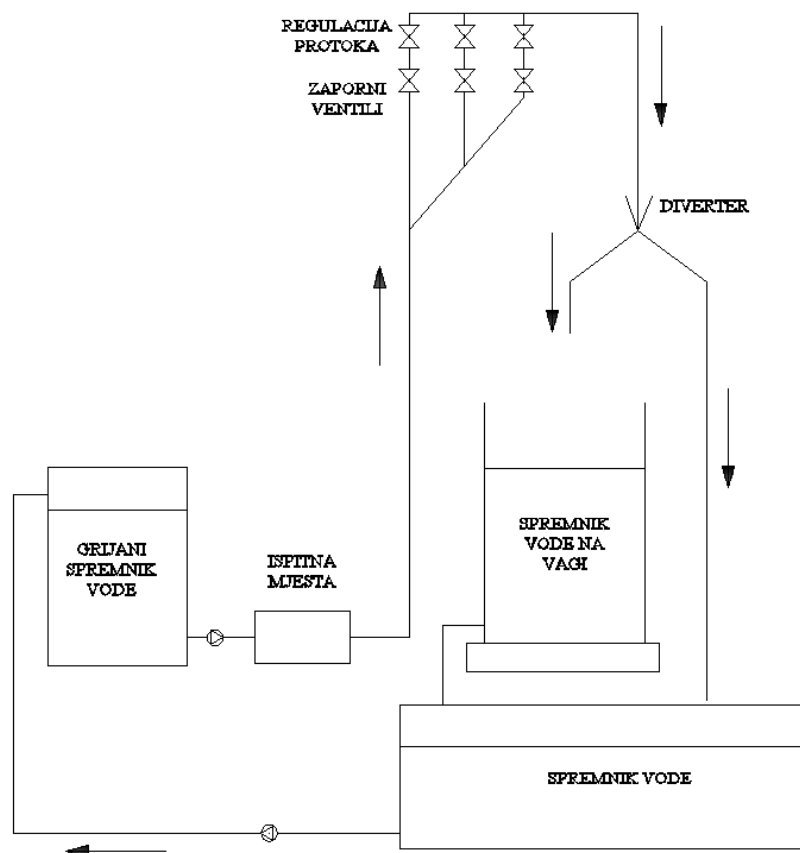 REGULACIJA
PROTOKA
ZAPORNI
VENTILI
DIVERTER
GRIJANI
SPREMNIK
VODE
ISPITNA
MJESTA
SPREMNIK
VODE NA
VAGI
SPREMNIK VODE